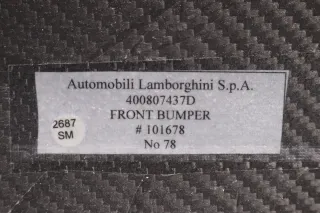 Automobili Lamborghini S.p.A.
400807437D
FRONT BUMPER
# 101678
No 78
2687
SM